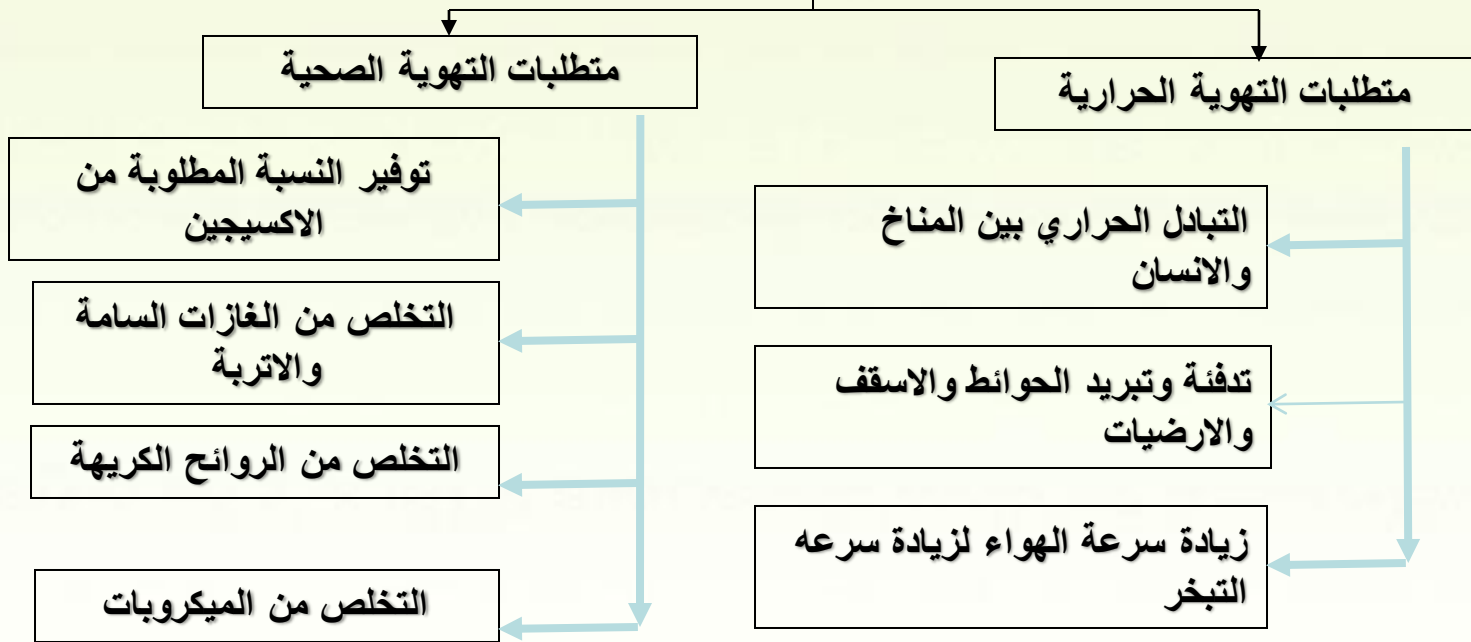 متطلبات التهوية الحرارية
التبادل الحراري بين المناخ
والانسان
تدفئة وتبريد الحوائط والاسقف
والارضيات
زيادة سرعة الهواء لزيادة سرعه
التبخر
متطلبات التهوية الصحية
توفير النسبة المطلوبة من
الاكسيجين
التخلص من الغازات السامة
والاتربة
التخلص من الروائح الكريهة
التخلص من الميكروبات